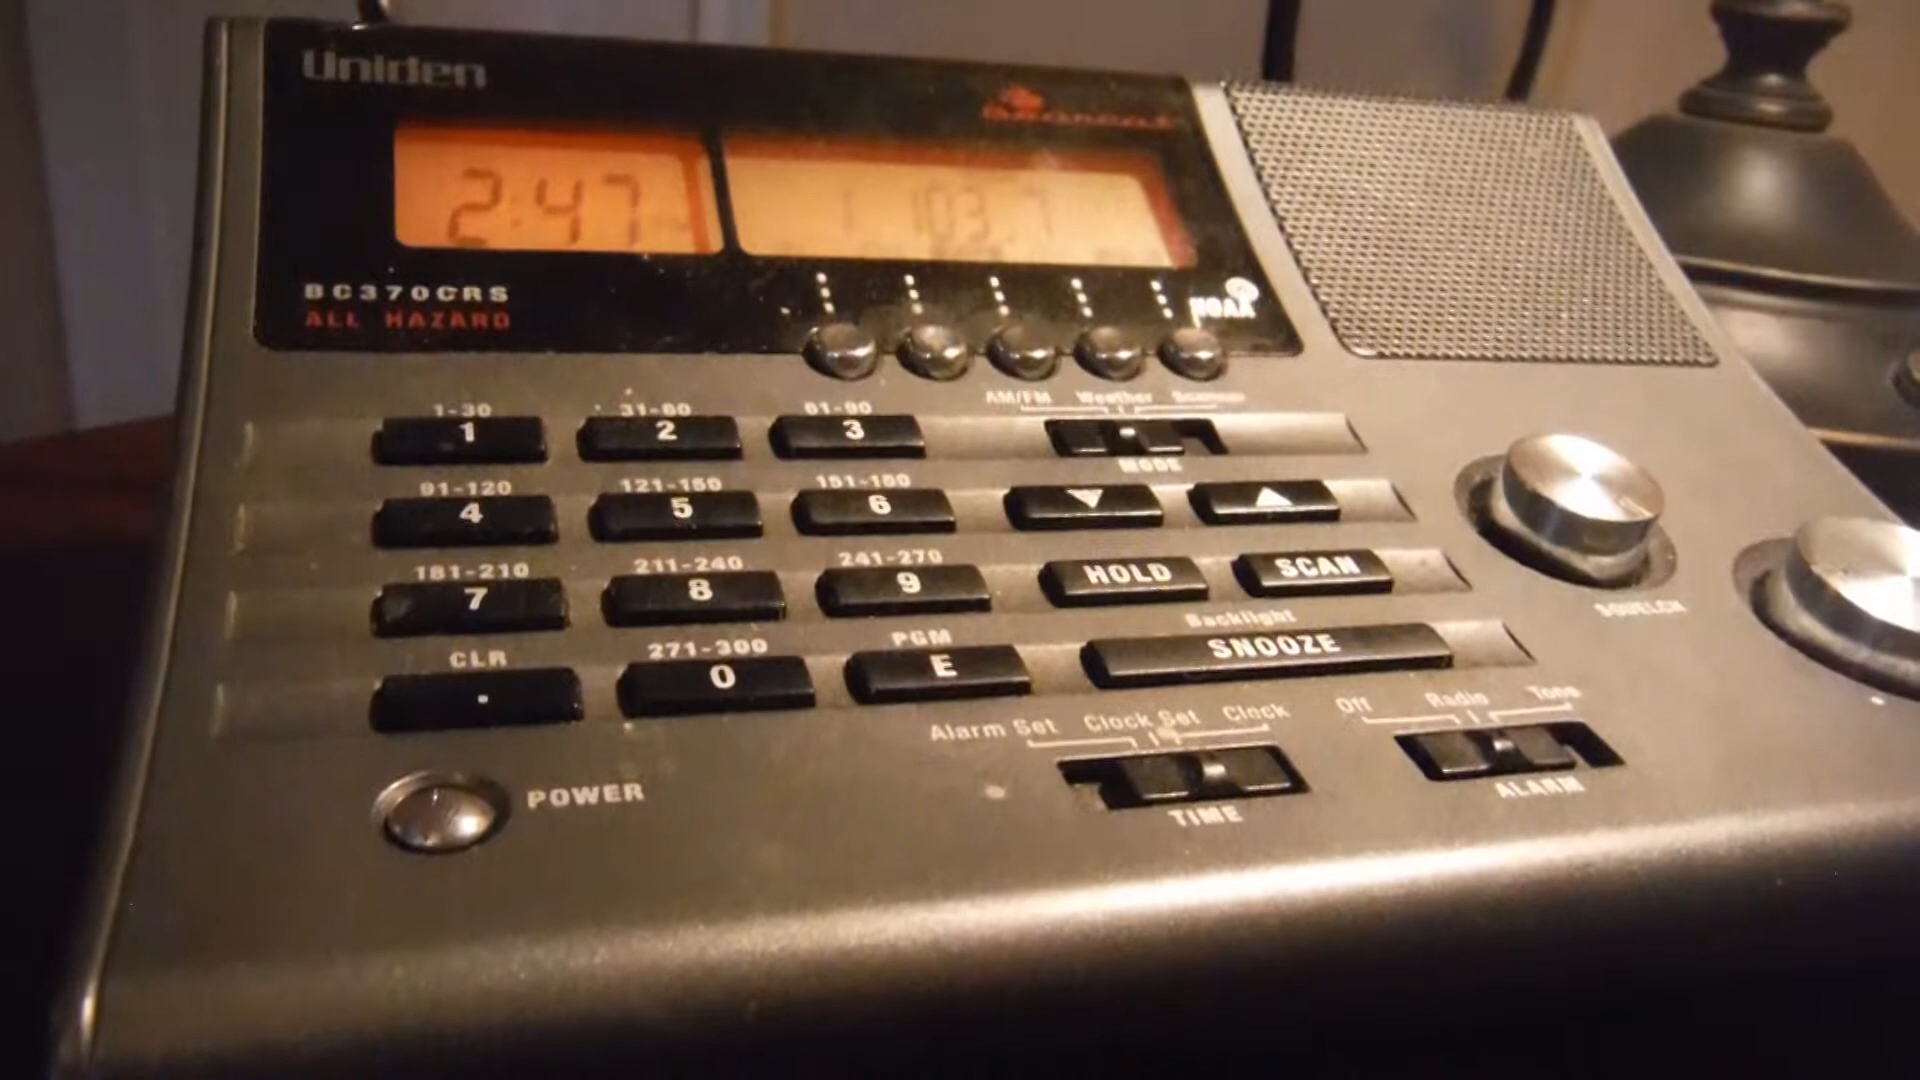 Uniden
Bearcat
2:47
1 103.7
BC370CRS
ALL HAZARD
NOAA
1-30 31-60 61-90
1 2 3
AM/FM Weather Scanner
MODE
91-120 121-150 151-180
4 5 6
181-210 211-240 241-270
7 8 9
HOLD SCAN
SQUELCH
CLR 271-300 PGM
. 0 E
Backlight
SNOOZE
Alarm Set Clock Set Clock
TIME
Off Radio Tone
ALARM
POWER